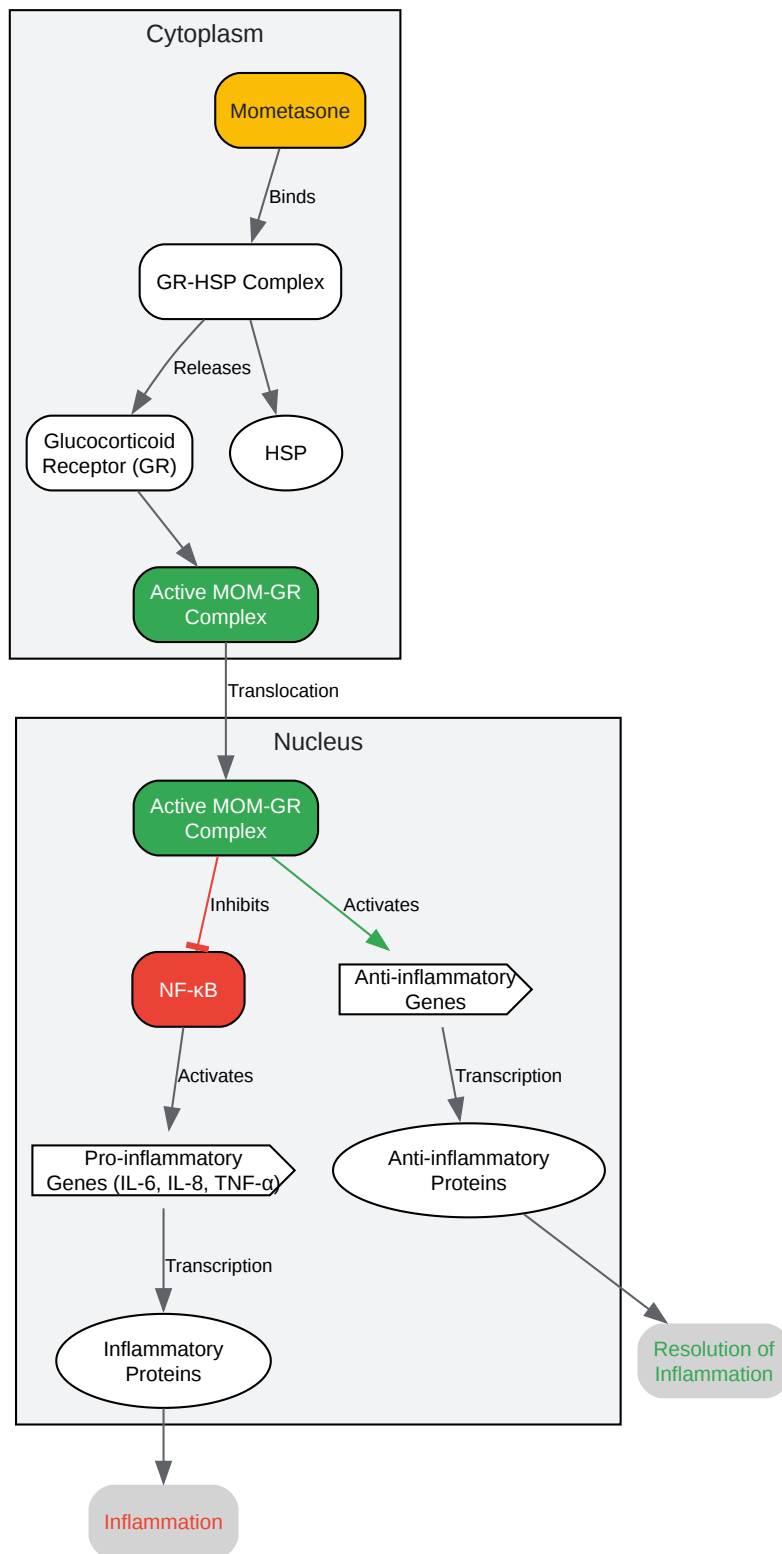 Cytoplasm
Mometasone
Binds
GR-HSP Complex
Releases
Glucocorticoid
Receptor (GR)
HSP
Active MOM-GR
Complex
Translocation
Nucleus
Active MOM-GR
Complex
Inhibits
Activates
NF-κB
Anti-inflammatory
Genes
Activates
Transcription
Pro-inflammatory
Genes (IL-6, IL-8, TNF-α)
Anti-inflammatory
Proteins
Transcription
Inflammatory
Proteins
Resolution of
Inflammation
Inflammation